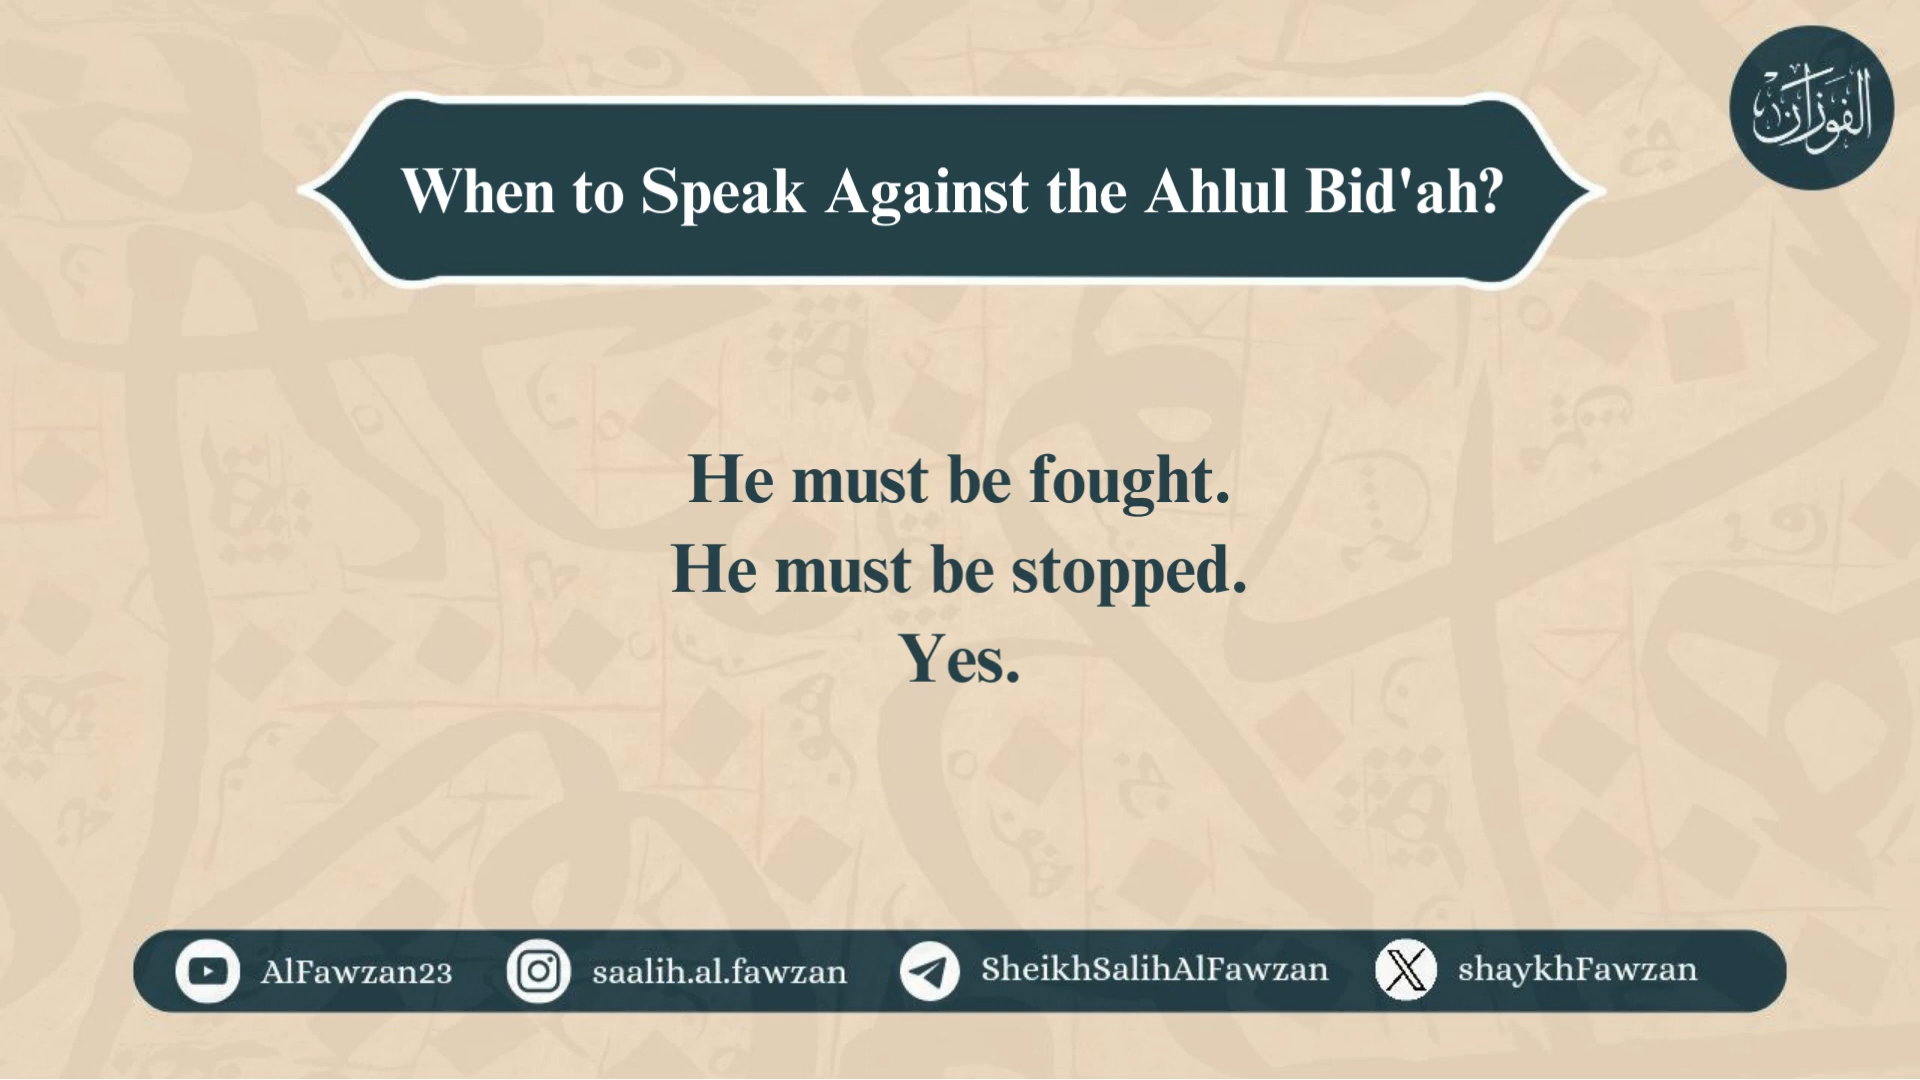 الفوزان
When to Speak Against the Ahlul Bid'ah?
He must be fought.
He must be stopped.
Yes.
AlFawzan23
saalih.al.fawzan
SheikhSalihAlFawzan
shaykhFawzan